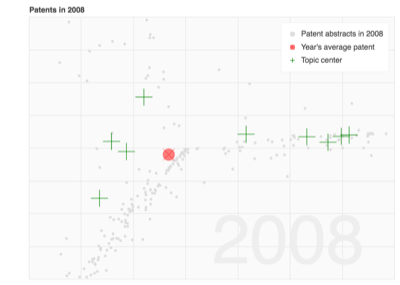 Patents in 2008
Patent abstracts in 2008
Year's average patent
Topic center
2008